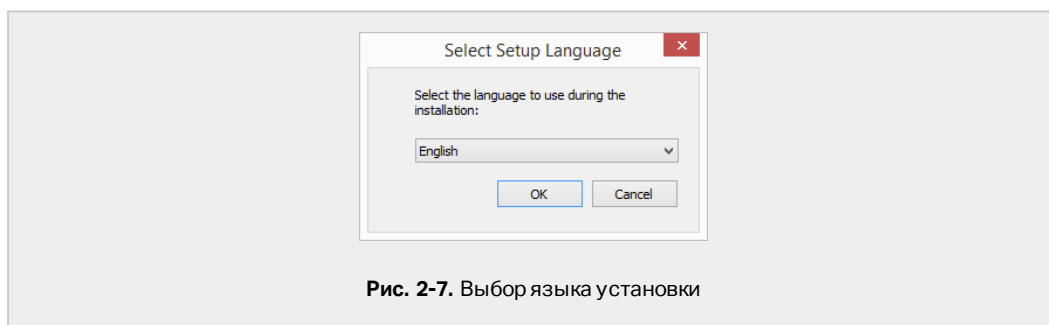 Select Setup Language
Select the language to use during the
installation:
English
OK
Cancel
Рис. 2-7. Выбор языка установки